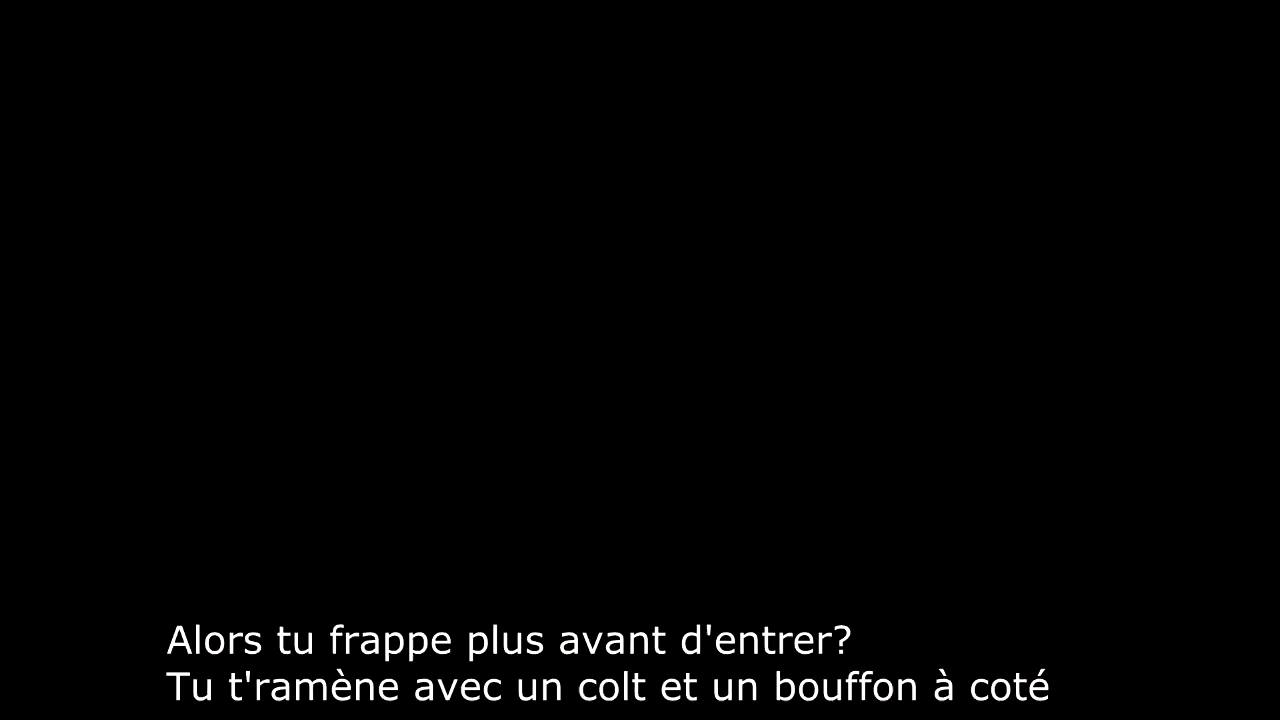 Alors tu frappe plus avant d'entrer?
Tu t'ramène avec un colt et un bouffon à coté